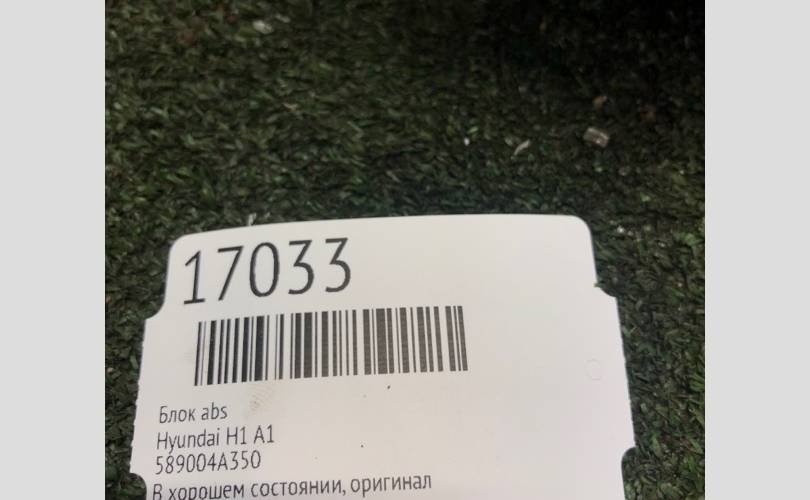 17033
Блок abs
Hyundai H1 A1
589004A350
В хорошем состоянии, оригинал